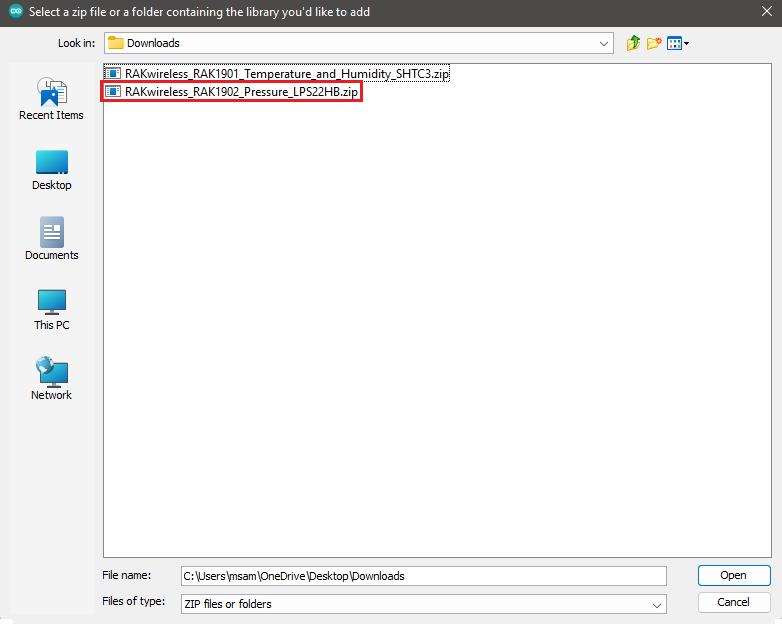 Select a zip file or a folder containing the library you'd like to add
Look in: Downloads
RAKwireless_RAK1901_Temperature_and_Humidity_SHTC3.zip
RAKwireless_RAK1902_Pressure_LPS22HB.zip
Recent Items
Desktop
Documents
This PC
Network
File name: C:\Users\msam\OneDrive\Desktop\Downloads
Open
Files of type: ZIP files or folders
Cancel